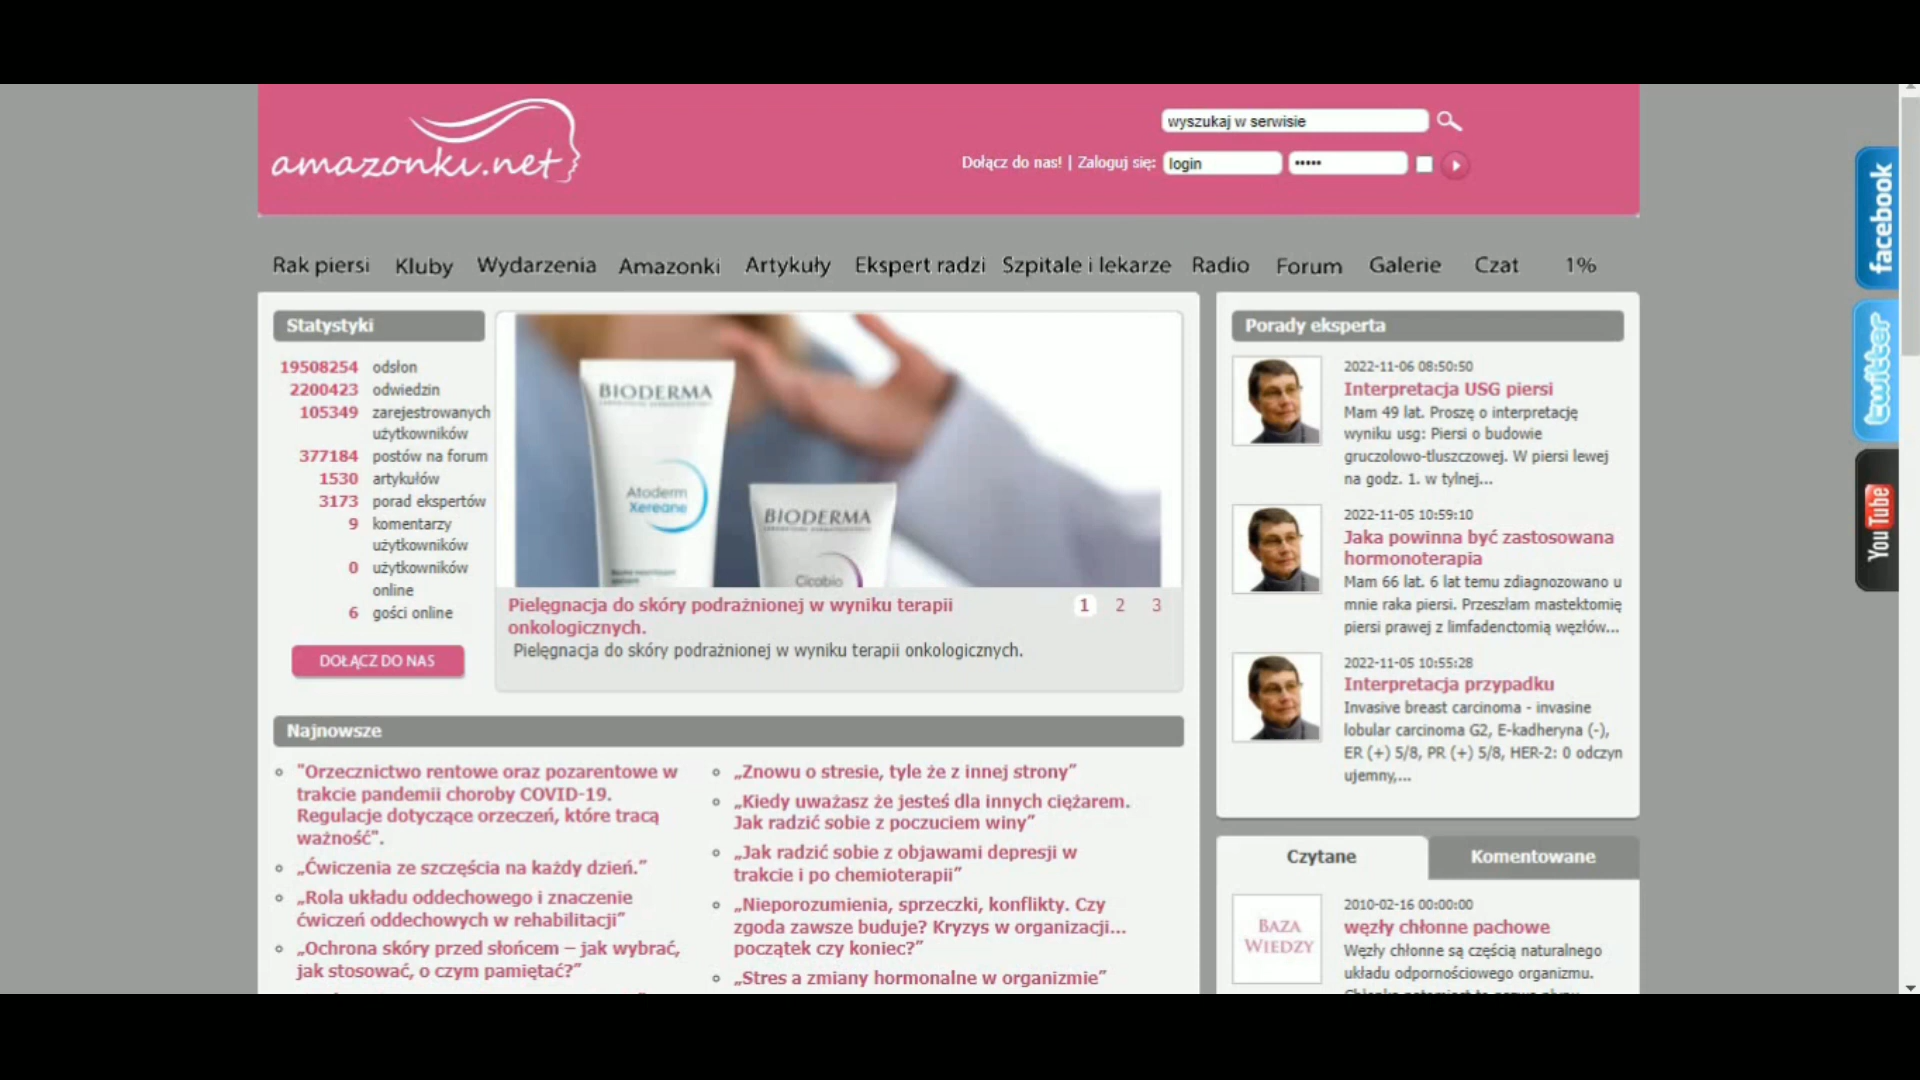 amazonki.net
wyszukaj w serwisie
Dołącz do nas! | Zaloguj się:
login
•••••
Rak piersi
Kluby
Wydarzenia
Amazonki
Artykuły
Ekspert radzi
Szpitale i lekarze
Radio
Forum
Galerie
Czat
1%
Statystyki
19508254 odsłon
2200423 odwiedzin
105349 zarejestrowanych
użytkowników
377184 postów na forum
1530 artykułów
3173 porad ekspertów
9 komentarzy
użytkowników
0 użytkowników
online
6 gości online
DOŁĄCZ DO NAS
BIODERMA
Atoderm
Xereane
BIODERMA
Cicabio
Pielęgnacja do skóry podrażnionej w wyniku terapii
onkologicznych.
1 2 3
Pielęgnacja do skóry podrażnionej w wyniku terapii onkologicznych.
Najnowsze
"Orzecznictwo rentowe oraz pozarentowe w
trakcie pandemii choroby COVID-19.
Regulacje dotyczące orzeczeń, które tracą
ważność".
„Ćwiczenia ze szczęścia na każdy dzień.”
„Rola układu oddechowego i znaczenie
ćwiczeń oddechowych w rehabilitacji”
„Ochrona skóry przed słońcem – jak wybrać,
jak stosować, o czym pamiętać?”
„Znowu o stresie, tyle że z innej strony”
„Kiedy uważasz że jesteś dla innych ciężarem.
Jak radzić sobie z poczuciem winy”
„Jak radzić sobie z objawami depresji w
trakcie i po chemioterapii”
„Nieporozumienia, sprzeczki, konflikty. Czy
zgoda zawsze buduje? Kryzys w organizacji...
początek czy koniec?”
„Stres a zmiany hormonalne w organizmie”
Porady eksperta
2022-11-06 08:50:50
Interpretacja USG piersi
Mam 49 lat. Proszę o interpretację
wyniku usg: Piersi o budowie
gruczolowo-tluszczowej. W piersi lewej
na godz. 1. w tylnej...
2022-11-05 10:59:10
Jaka powinna być zastosowana
hormonoterapia
Mam 66 lat. 6 lat temu zdiagnozowano u
mnie raka piersi. Przeszłam mastektomię
piersi prawej z limfadenctomią węzłów...
2022-11-05 10:55:28
Interpretacja przypadku
Invasive breast carcinoma - invasine
lobular carcinoma G2, E-kadheryna (-),
ER (+) 5/8, PR (+) 5/8, HER-2: 0 odczyn
ujemny,...
Czytane
Komentowane
BAZA
WIEDZY
2010-02-16 00:00:00
węzły chłonne pachowe
Węzły chłonne są częścią naturalnego
układu odpornościowego organizmu.
facebook
twitter
You Tube